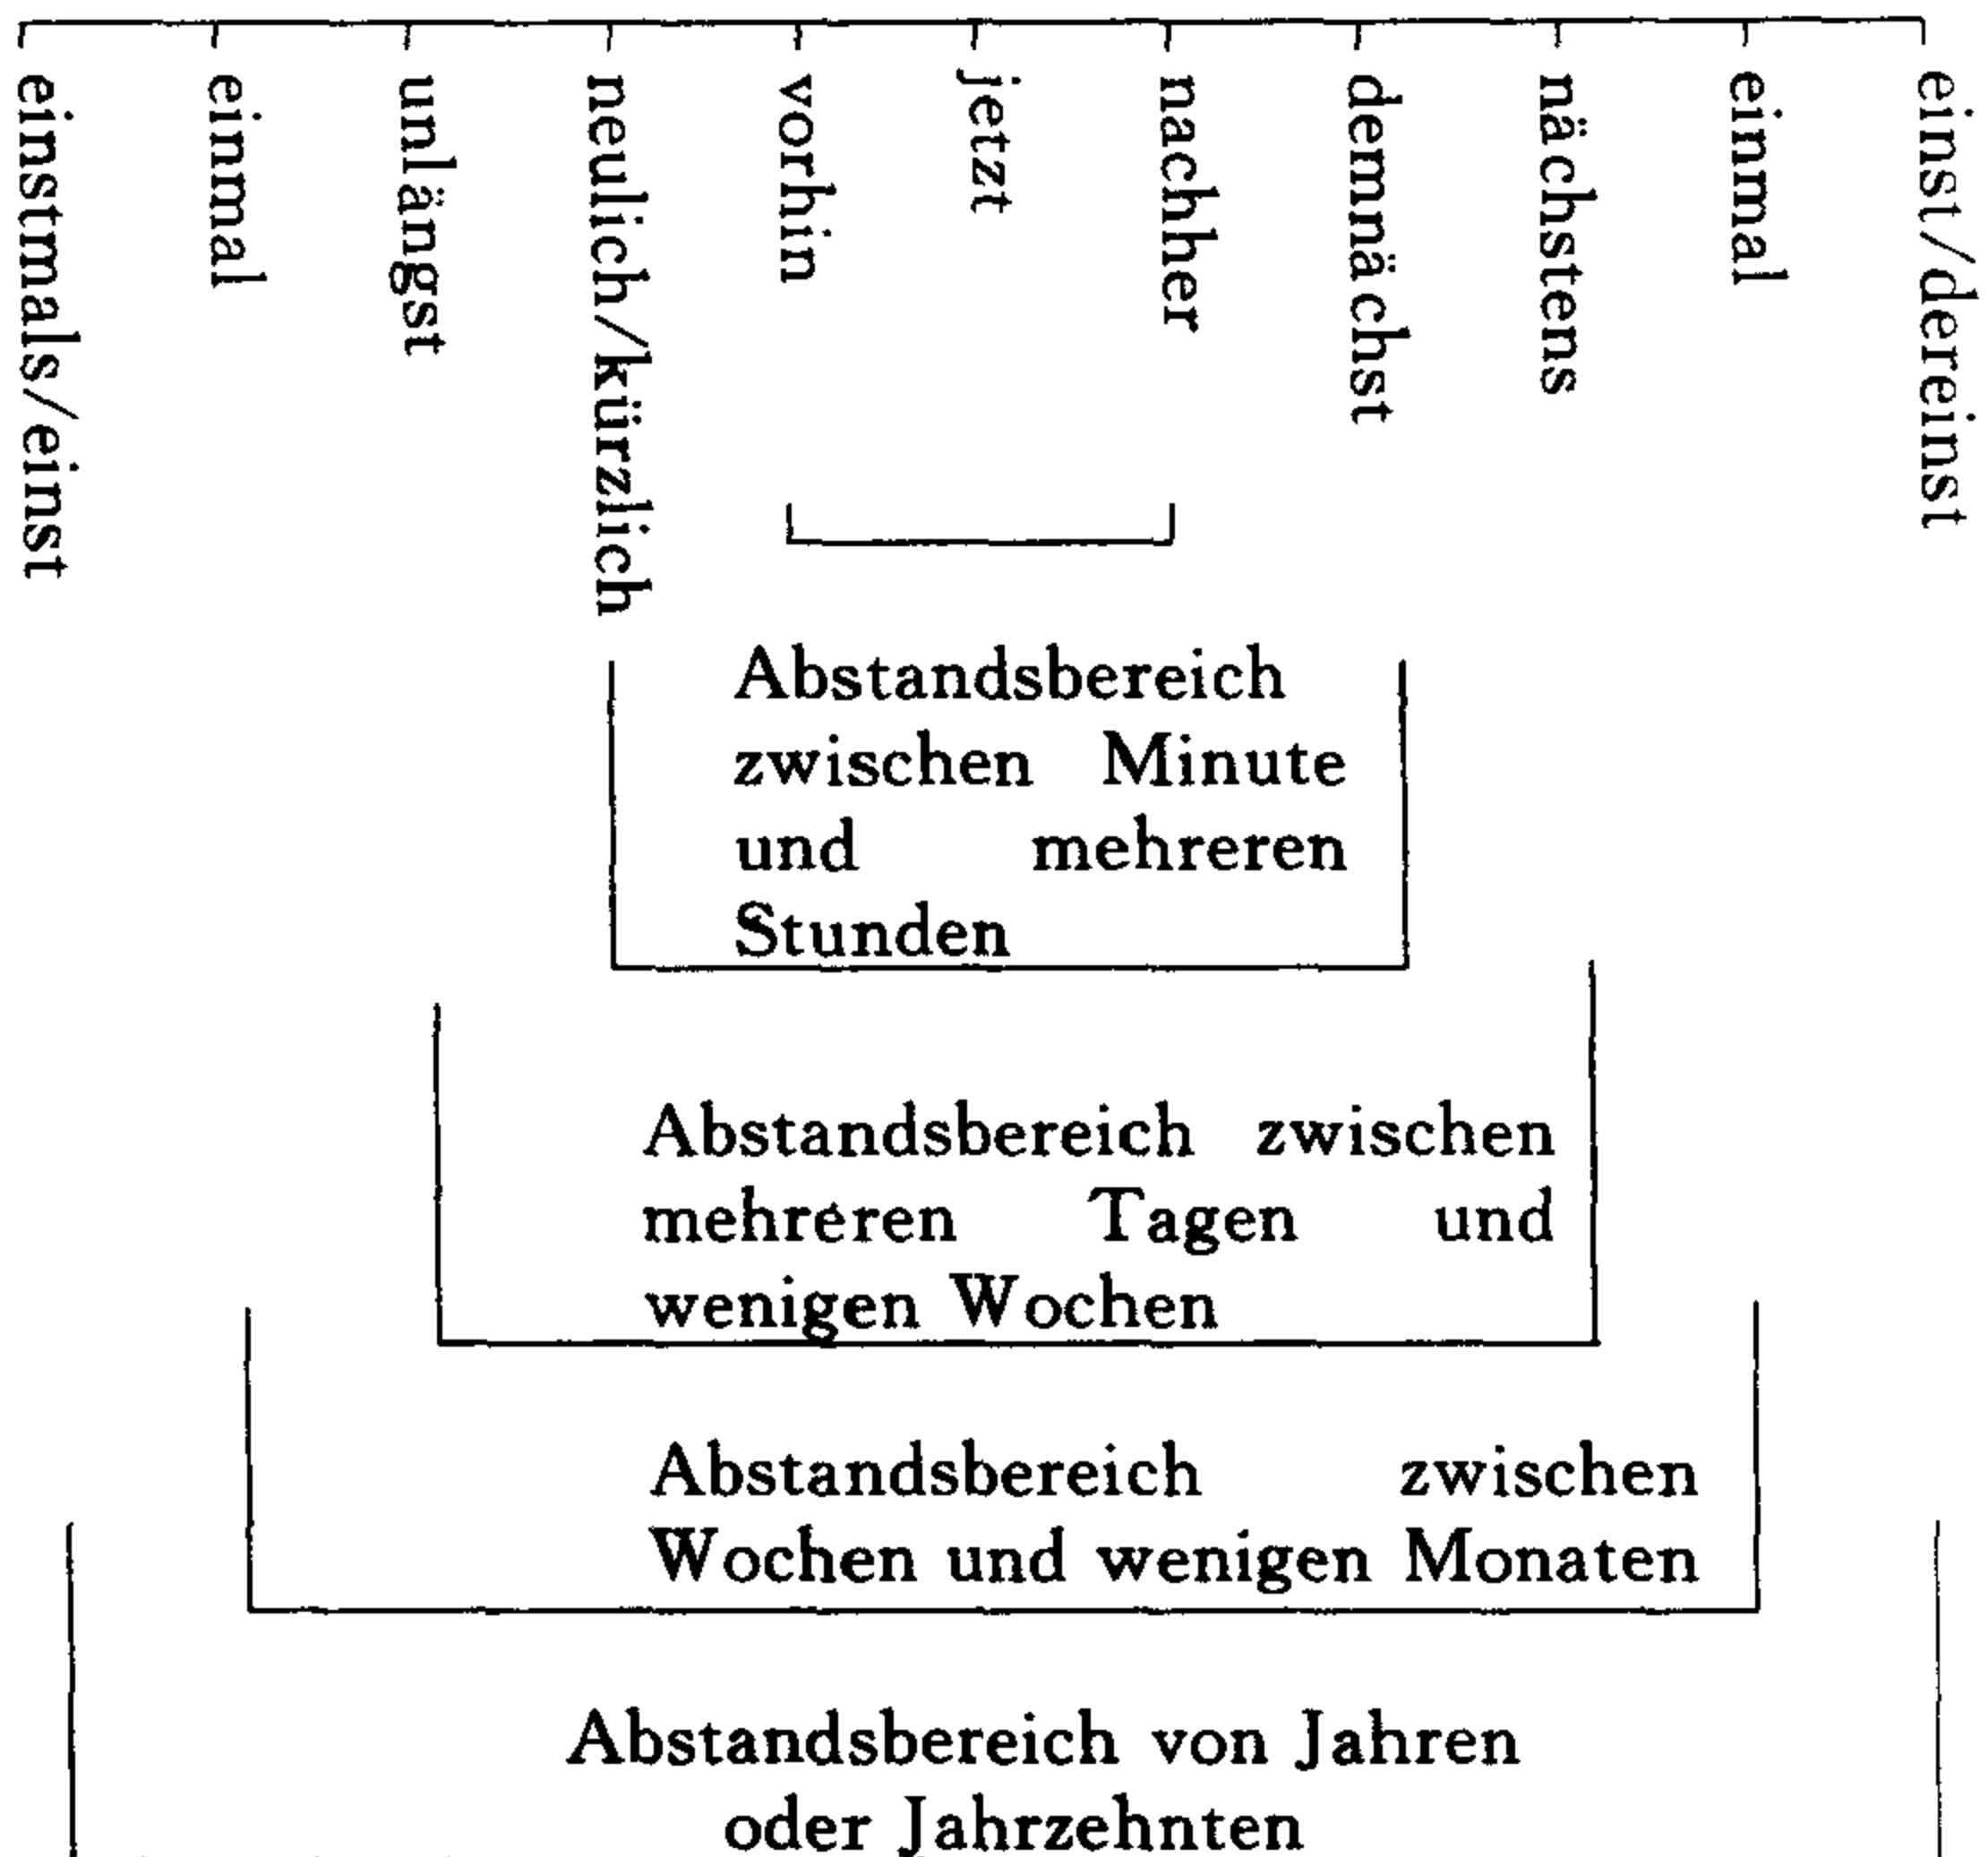 einstmals/einst
einmal
unlängst
neulich/kürzlich
vorhin
jetzt
nachher
demnächst
nächstens
einmal
einst/dereinst
Abstandsbereich
zwischen Minute
und mehreren
Stunden
Abstandsbereich zwischen
mehreren Tagen und
wenigen Wochen
Abstandsbereich zwischen
Wochen und wenigen Monaten
Abstandsbereich von Jahren
oder Jahrzehnten